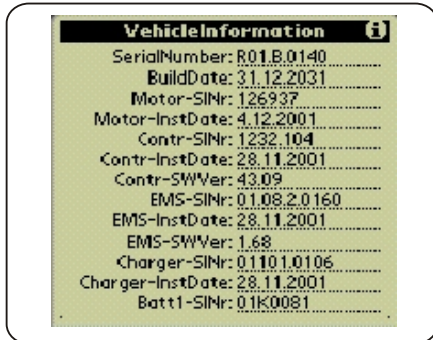 VehicleInformation i
SerialNumber: R01.B.0140
BuildDate: 31.12.2031
Motor-SlNr: 126937
Motor-InstDate: 4.12.2001
Contr-SlNr: 1232.104
Contr-InstDate: 28.11.2001
Contr-SWVer: 43.09
EMS-SlNr: 01.08.2.0160
EMS-InstDate: 28.11.2001
EMS-SWVer: 1.68
Charger-SlNr: 01101.0106
Charger-InstDate: 28.11.2001
Batt1-SlNr: 01K0081